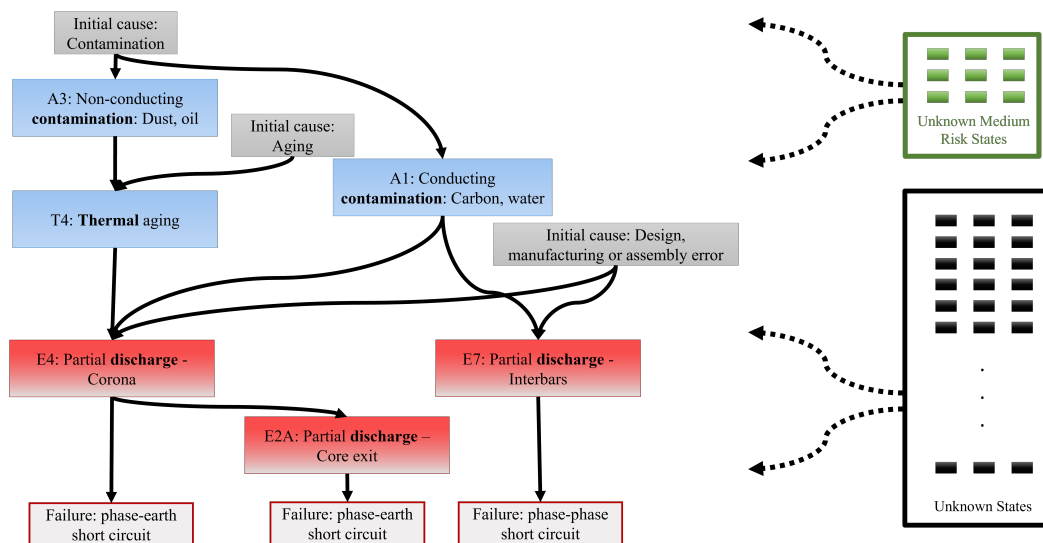 Initial cause:
Contamination
A3: Non-conducting
contamination: Dust, oil
Initial cause:
Aging
A1: Conducting
contamination: Carbon, water
T4: Thermal aging
Initial cause: Design,
manufacturing or assembly error
E4: Partial discharge -
Corona
E7: Partial discharge -
Interbars
E2A: Partial discharge –
Core exit
Failure: phase-earth
short circuit
Failure: phase-earth
short circuit
Failure: phase-phase
short circuit
Unknown Medium
Risk States
Unknown States